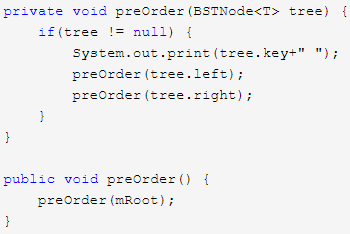 private void preOrder(BSTNode<T> tree) {
    if(tree != null) {
        System.out.print(tree.key+" ");
        preOrder(tree.left);
        preOrder(tree.right);
    }
}

public void preOrder() {
    preOrder(mRoot);
}